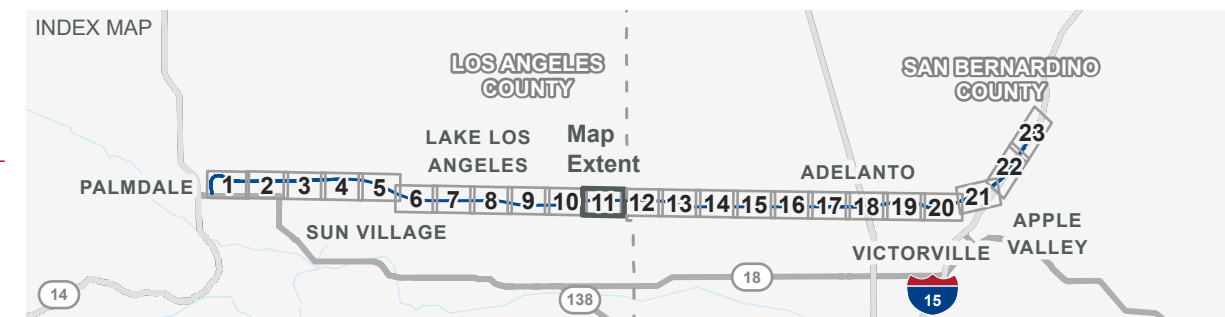 INDEX MAP
LOS ANGELES
COUNTY
SAN BERNARDINO
COUNTY
LAKE LOS
ANGELES
Map
Extent
ADELANTO
PALMDALE
1 2 3 4 5 6 7 8 9 10 11 12 13 14 15 16 17 18 19 20 21 22 23
SUN VILLAGE
APPLE
VALLEY
VICTORVILLE
14
138
18
15